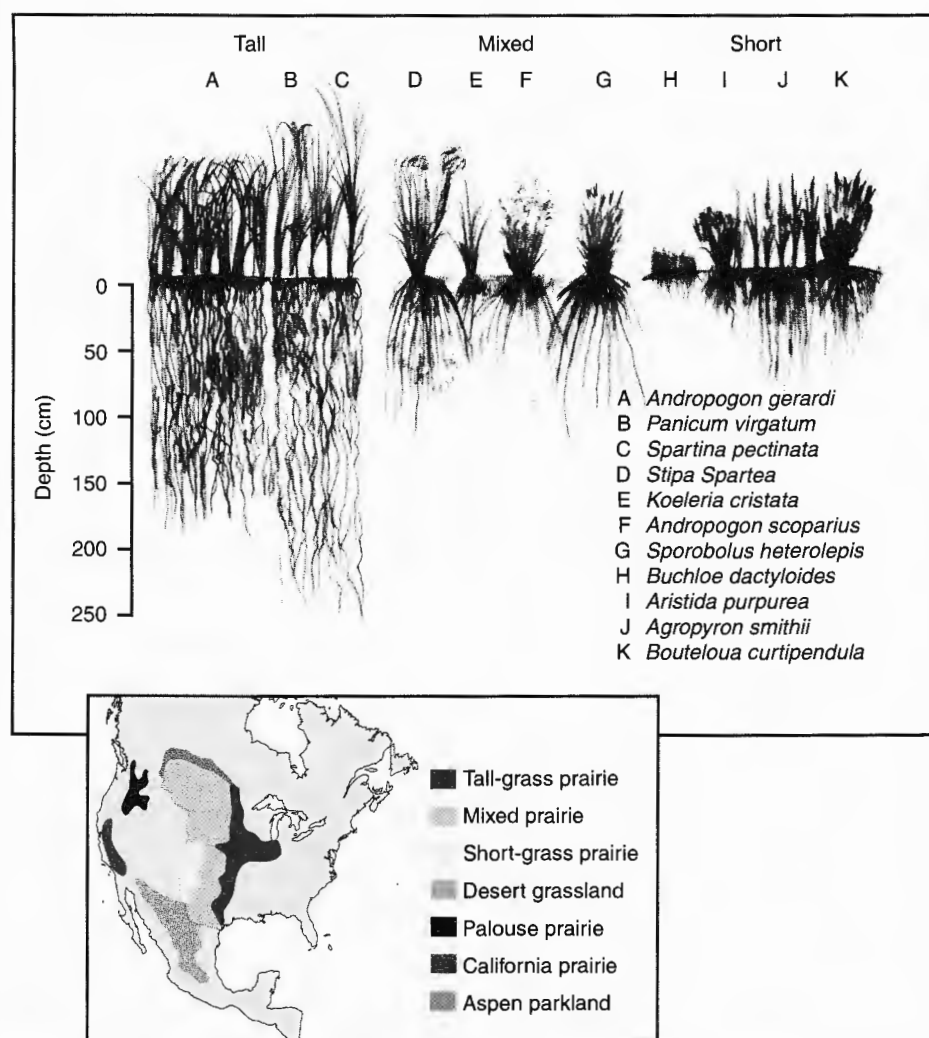 Tall Mixed Short
A B C D E F G H I J K
0
50
100
150
200
250
Depth (cm)
A Andropogon gerardi
B Panicum virgatum
C Spartina pectinata
D Stipa Spartea
E Koeleria cristata
F Andropogon scoparius
G Sporobolus heterolepis
H Buchloe dactyloides
I Aristida purpurea
J Agropyron smithii
K Bouteloua curtipendula
Tall-grass prairie
Mixed prairie
Short-grass prairie
Desert grassland
Palouse prairie
California prairie
Aspen parkland